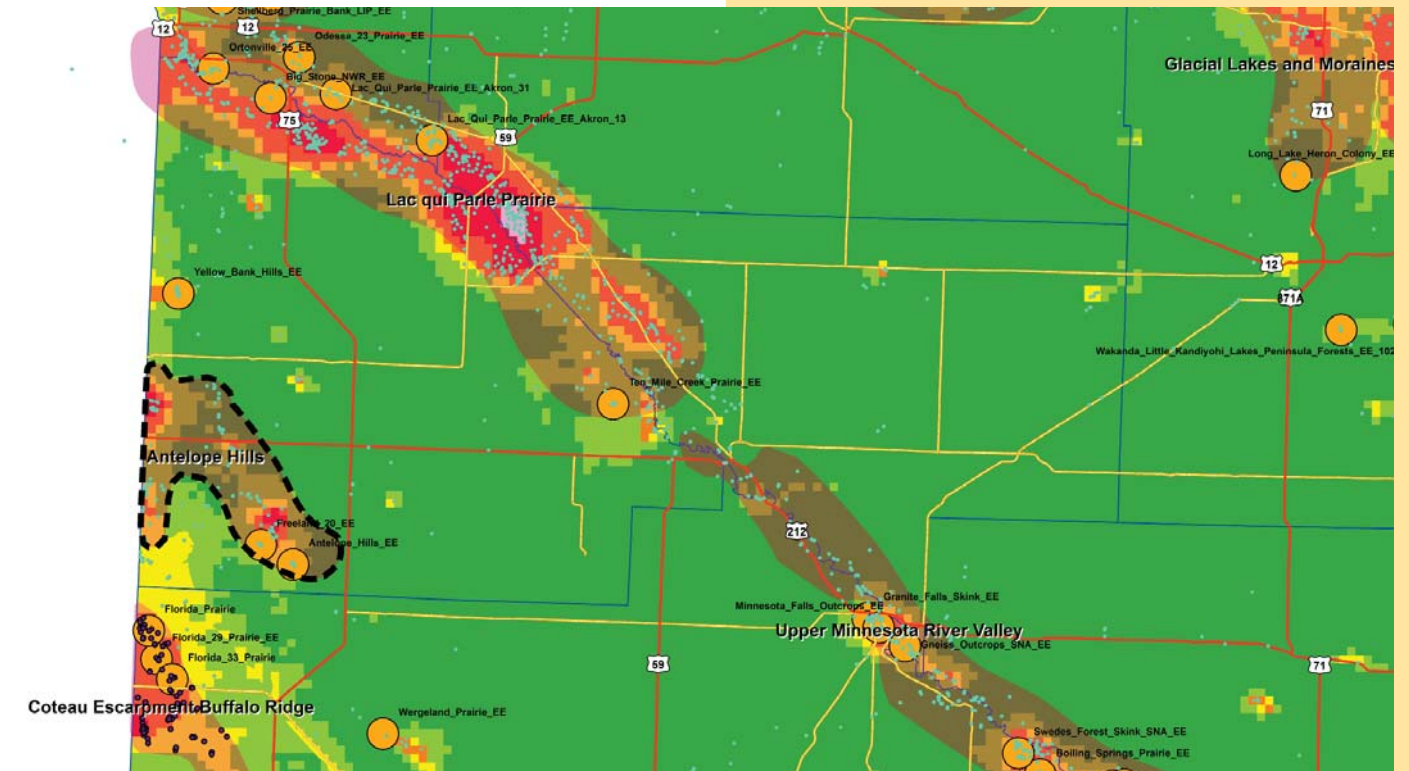 Shelberg_Prairie_Bank_LIP_EE
12
12
Odessa_23_Prairie_EE
Ortonville_25_EE
Big_Stone_NWR_EE
Lac_Qui_Parle_Prairie_EE_Akron_31
75
Lac_Qui_Parle_Prairie_EE_Akron_13
59
Glacial Lakes and Moraines
71
Long_Lake_Heron_Colony_EE
Lac qui Parle Prairie
Yellow_Bank_Hills_EE
12
371A
Wakanda_Little_Kandiyohi_Lakes_Peninsula_Forests_EE_102
Ten_Mile_Creek_Prairie_EE
Antelope Hills
Freeland_20_EE
Antelope_Hills_EE
212
Florida_Prairie
Florida_29_Prairie_EE
Florida_33_Prairie
Minnesota_Falls_Outcrops_EE
Granite_Falls_Skink_EE
Upper Minnesota River Valley
Gneiss_Outcrops_SNA_EE
59
71
Coteau Escarpment Buffalo Ridge
Wergeland_Prairie_EE
Swedes_Forest_Skink_SNA_EE
Boiling_Springs_Prairie_EE